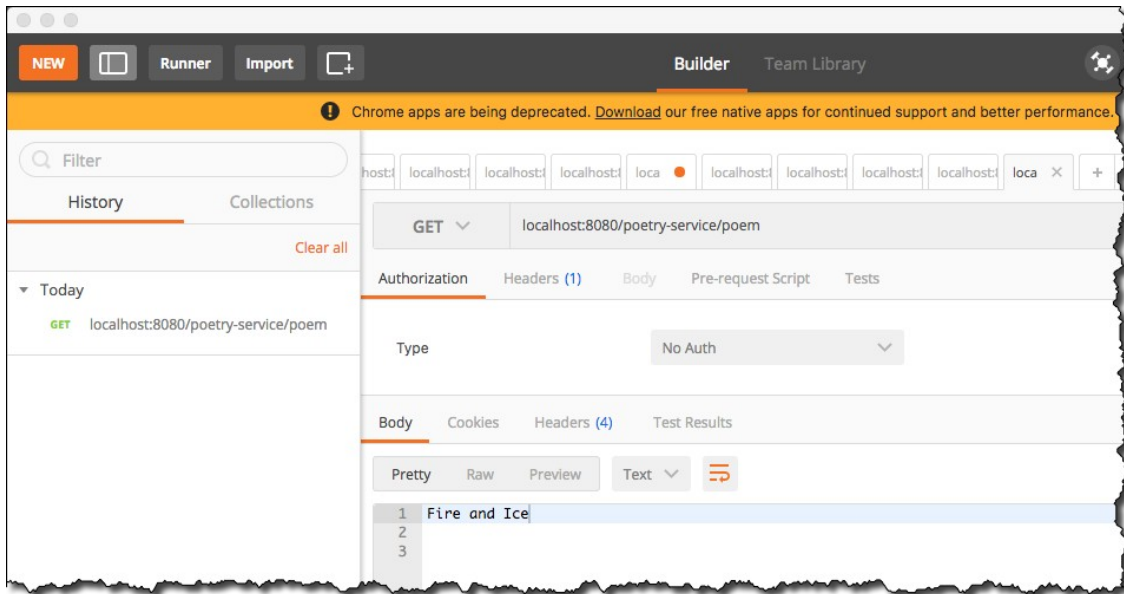 NEW Runner Import Builder Team Library
Chrome apps are being deprecated. Download our free native apps for continued support and better performance.
Filter
History Collections
Clear all
Today
GET localhost:8080/poetry-service/poem
host: localhost: localhost: localhost: loca localhost: localhost: localhost: localhost: loca
GET localhost:8080/poetry-service/poem
Authorization Headers (1) Body Pre-request Script Tests
Type No Auth
Body Cookies Headers (4) Test Results
Pretty Raw Preview Text
1 Fire and Ice
2
3